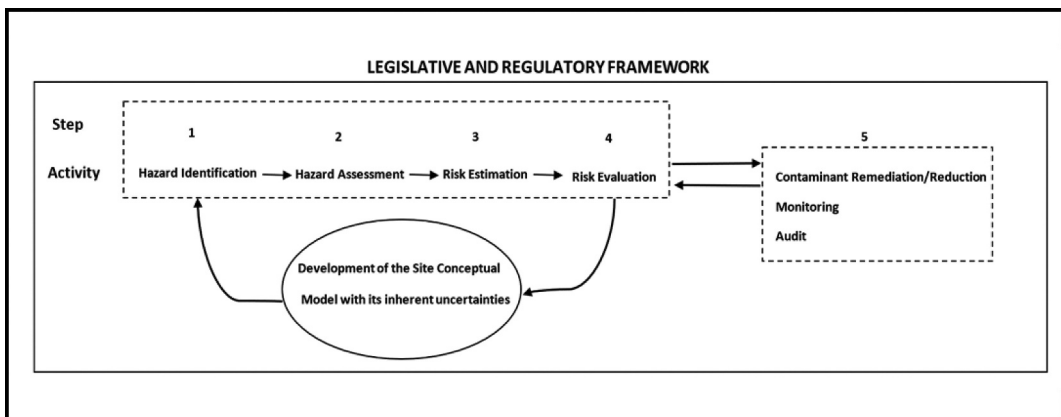 LEGISLATIVE AND REGULATORY FRAMEWORK
Step 1 2 3 4 5
Activity Hazard Identification Hazard Assessment Risk Estimation Risk Evaluation
Contaminant Remediation/Reduction
Monitoring
Audit
Development of the Site Conceptual
Model with its inherent uncertainties